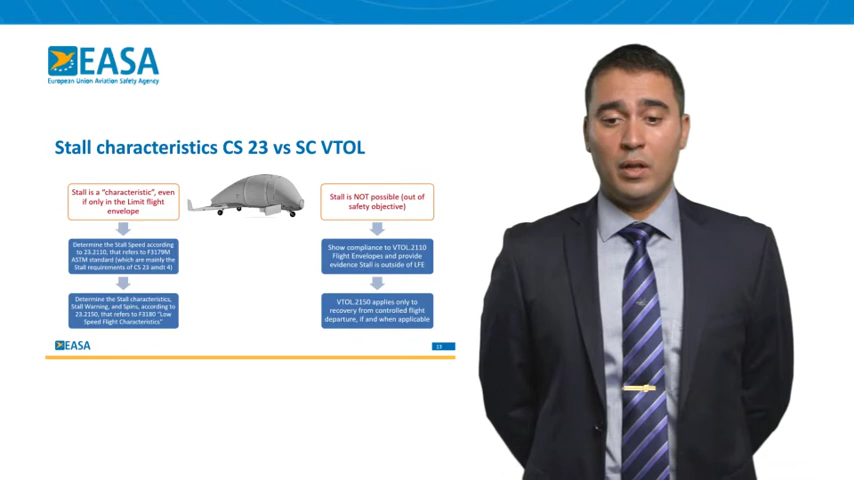 EASA
European Union Aviation Safety Agency
Stall characteristics CS 23 vs SC VTOL
Stall is a "characteristic", even
if only in the Limit flight
envelope
Determine the Stall Speed according
to 23.2110, that refers to F3179M
ASTM standard (which are mainly the
Stall requirements of CS 23 amdt 4)
Determine the Stall characteristics,
Stall Warning, and Spins, according to
23.2150, that refers to F3180 "Low
Speed Flight Characteristics"
Stall is NOT possible (out of
safety objective)
Show compliance to VTOL.2110
Flight Envelopes and provide
evidence Stall is outside of LFE
VTOL.2150 applies only to
recovery from controlled flight
departure, if and when applicable
EASA
13